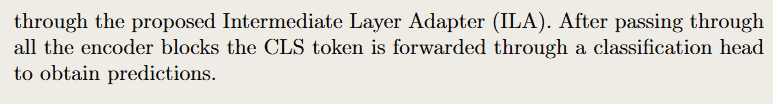 through the proposed Intermediate Layer Adapter (ILA). After passing through
all the encoder blocks the CLS token is forwarded through a classification head
to obtain predictions.